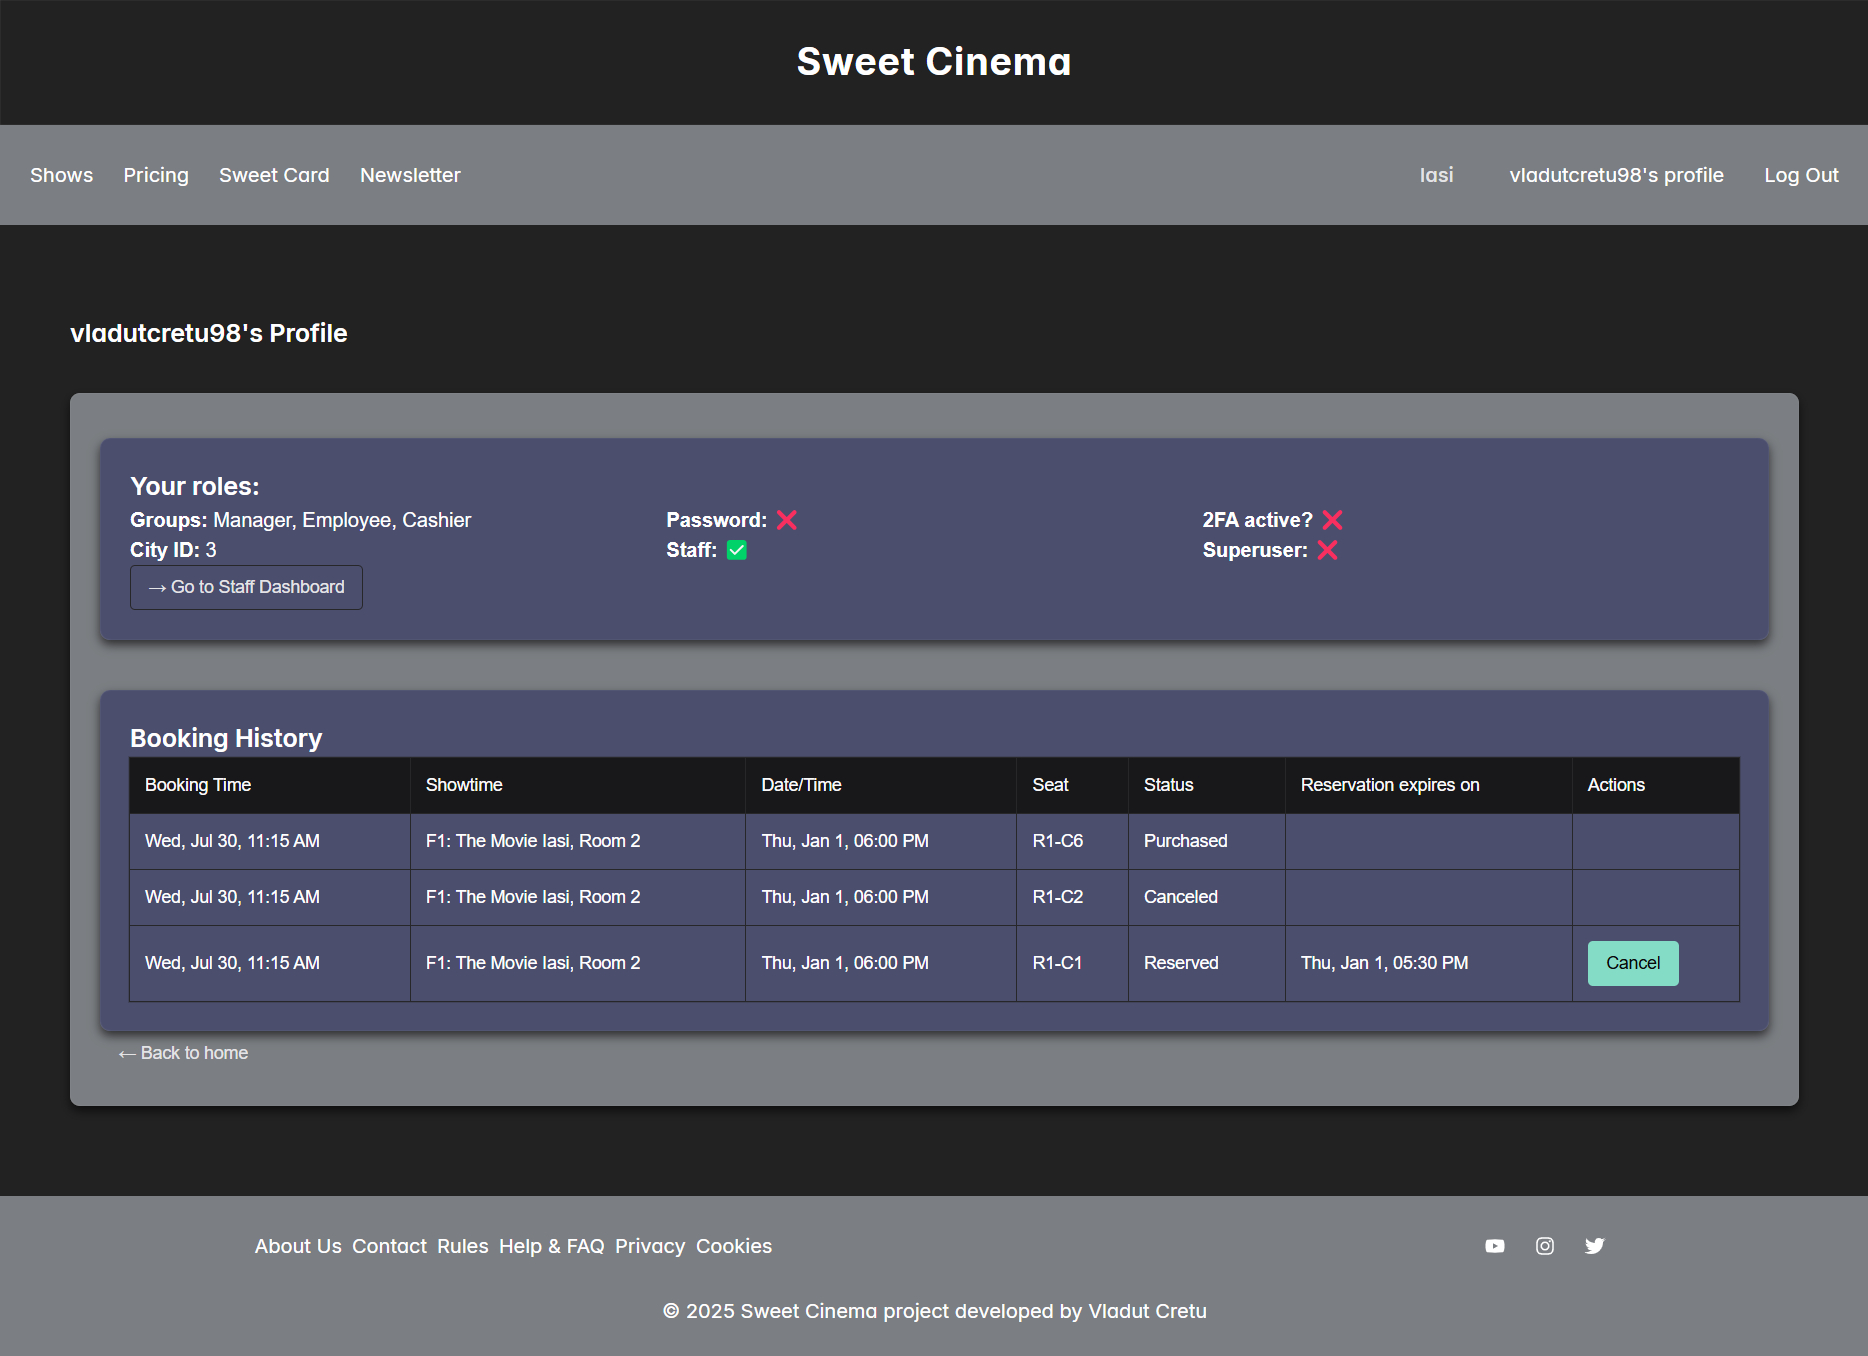 Sweet Cinema
Shows Pricing Sweet Card Newsletter Iasi vladutcretu98's profile Log Out
vladutcretu98's Profile
Your roles:
Groups: Manager, Employee, Cashier Password: ❌ 2FA active? ❌
City ID: 3 Staff: ✅ Superuser: ❌
→ Go to Staff Dashboard
Booking History
Booking Time Showtime Date/Time Seat Status Reservation expires on Actions
Wed, Jul 30, 11:15 AM F1: The Movie Iasi, Room 2 Thu, Jan 1, 06:00 PM R1-C6 Purchased
Wed, Jul 30, 11:15 AM F1: The Movie Iasi, Room 2 Thu, Jan 1, 06:00 PM R1-C2 Canceled
Wed, Jul 30, 11:15 AM F1: The Movie Iasi, Room 2 Thu, Jan 1, 06:00 PM R1-C1 Reserved Thu, Jan 1, 05:30 PM Cancel
← Back to home
About Us Contact Rules Help & FAQ Privacy Cookies
© 2025 Sweet Cinema project developed by Vladut Cretu